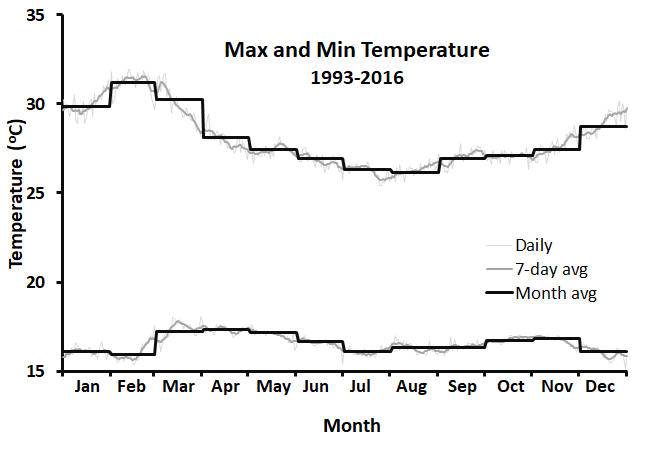 Max and Min Temperature
1993-2016
Temperature (°C)
35
30
25
20
15
Daily
7-day avg
Month avg
Jan Feb Mar Apr May Jun Jul Aug Sep Oct Nov Dec
Month